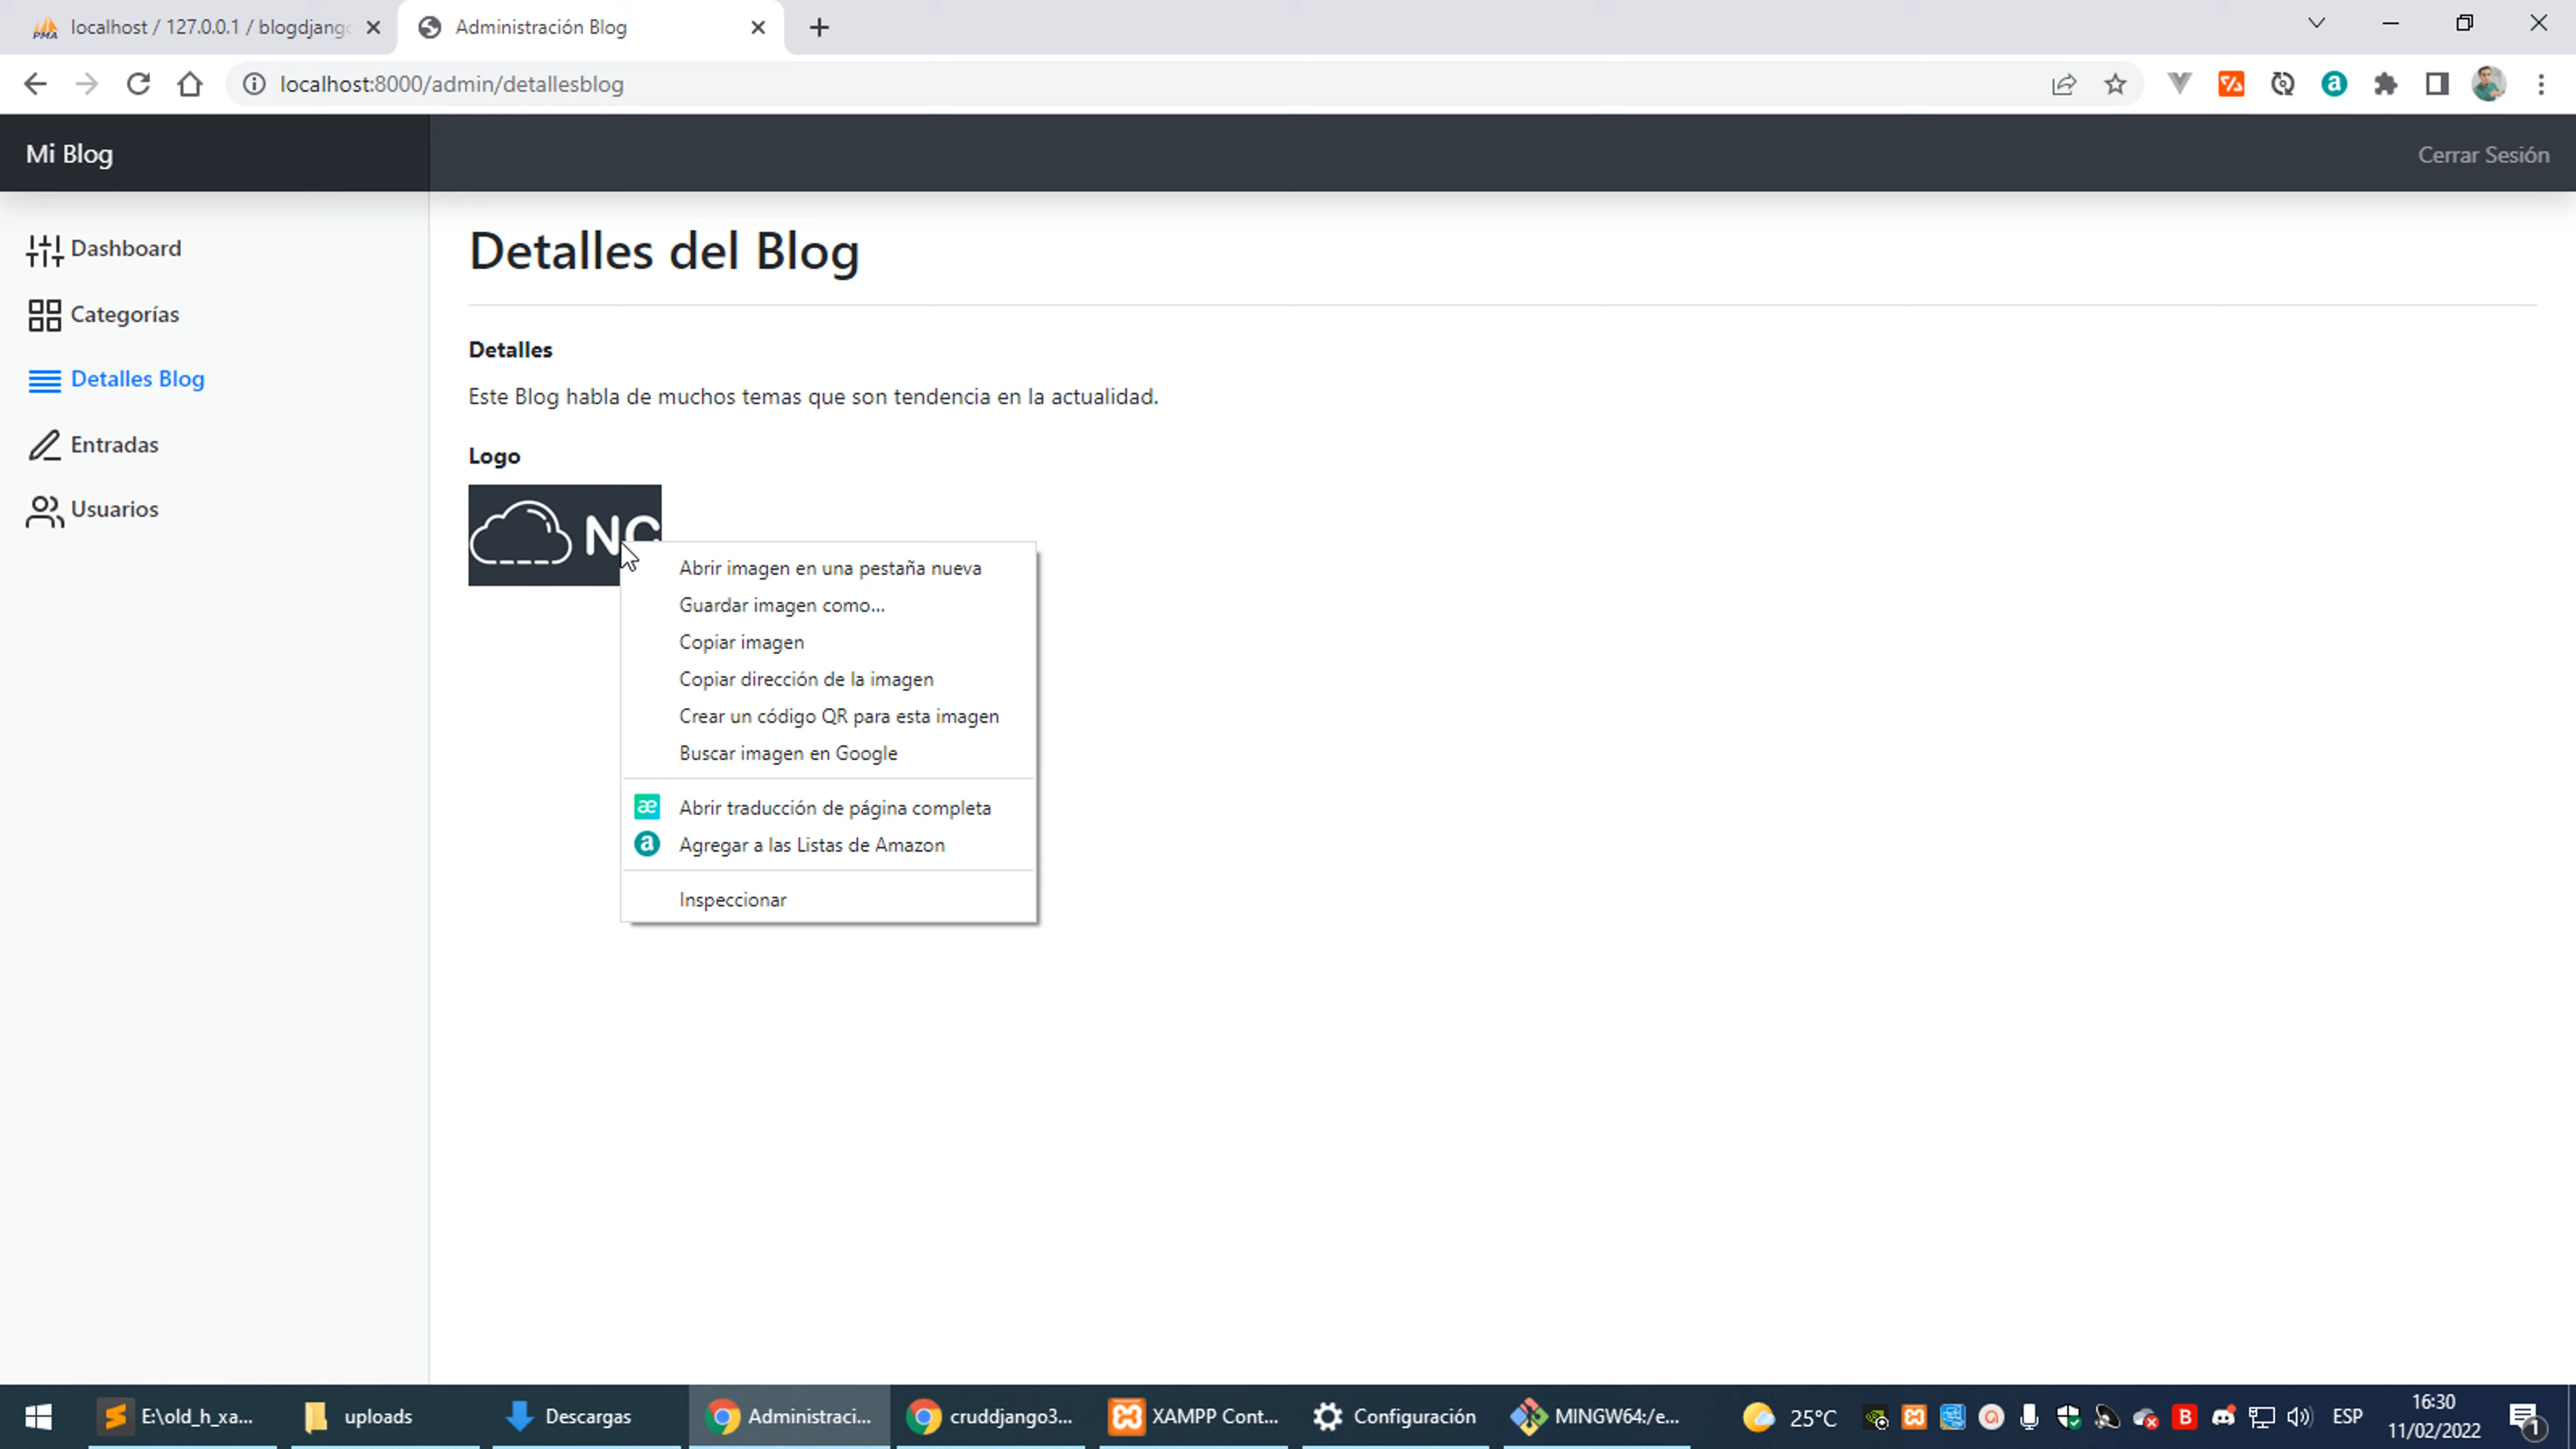 localhost / 127.0.0.1 / blogdjango
Administración Blog
localhost:8000/admin/detallesblog
Mi Blog
Cerrar Sesión
Dashboard
Categorías
Detalles Blog
Entradas
Usuarios
Detalles del Blog
Detalles
Este Blog habla de muchos temas que son tendencia en la actualidad.
Logo
NC
Abrir imagen en una pestaña nueva
Guardar imagen como...
Copiar imagen
Copiar dirección de la imagen
Crear un código QR para esta imagen
Buscar imagen en Google
Abrir traducción de página completa
Agregar a las Listas de Amazon
Inspeccionar
E:\old_h_xa...
uploads
Descargas
Administraci...
cruddjango3...
XAMPP Cont...
Configuración
MINGW64:/e...
25°C
ESP
16:30
11/02/2022
1